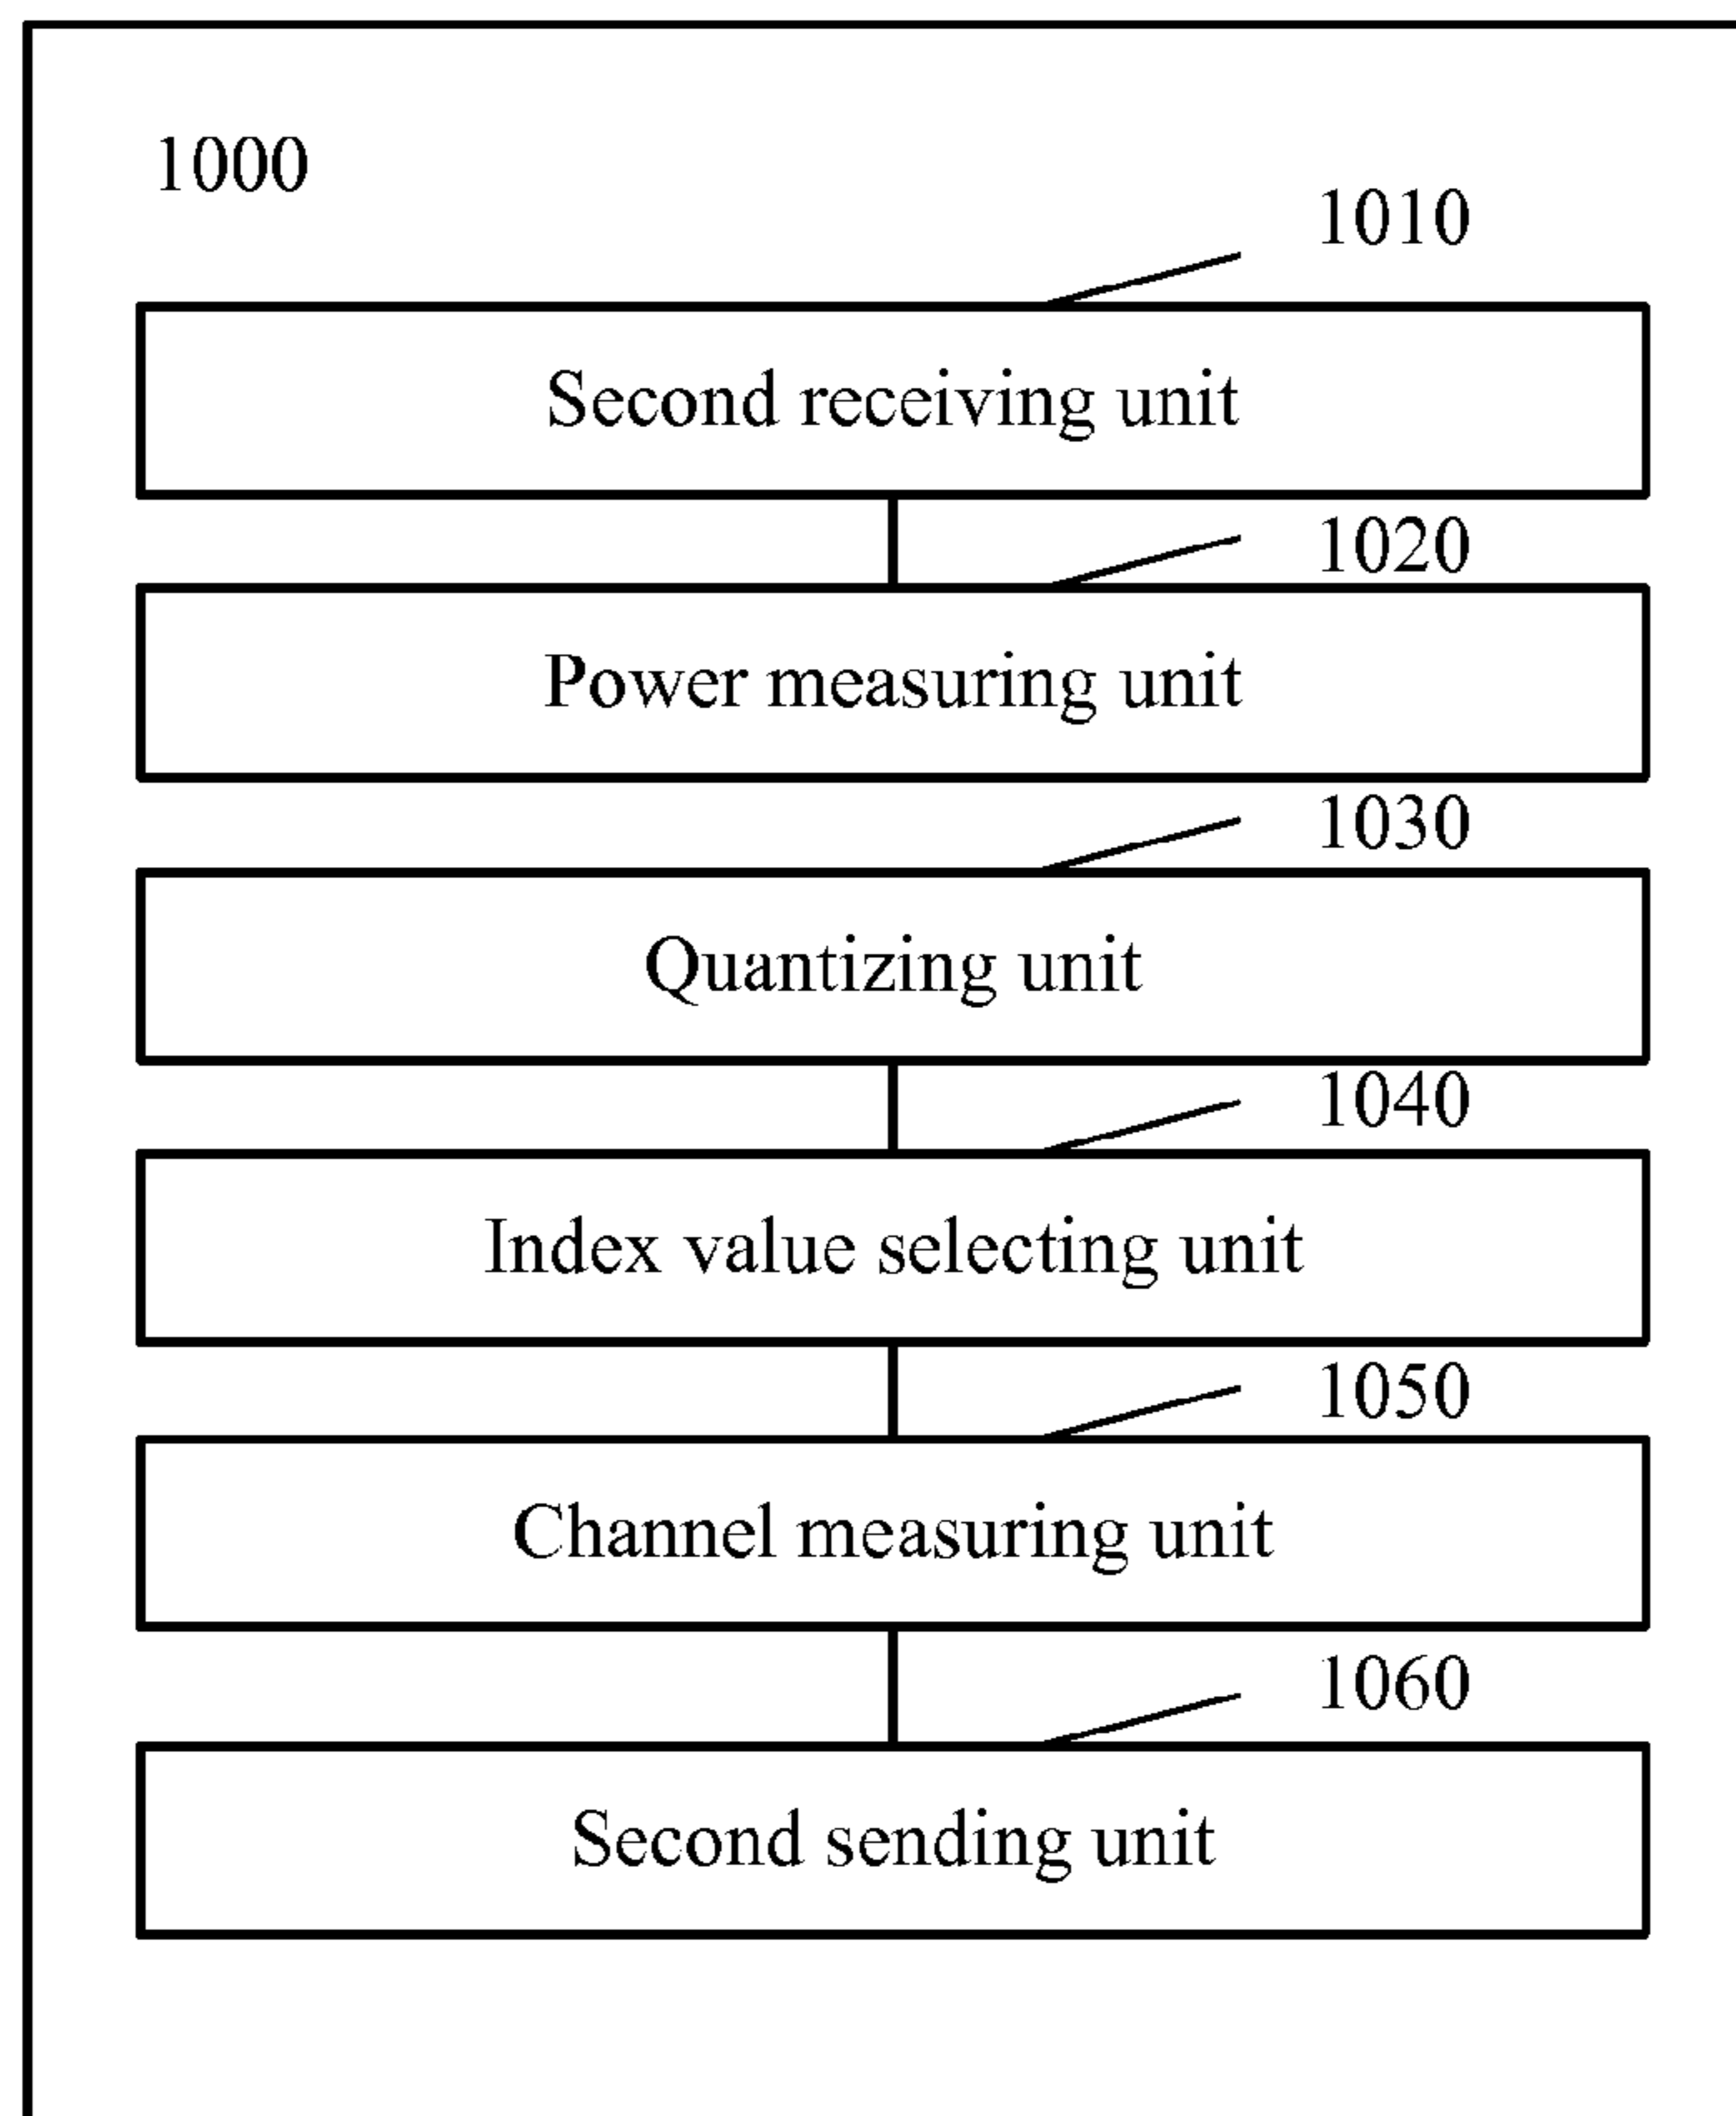 1000
1010
Second receiving unit
1020
Power measuring unit
1030
Quantizing unit
1040
Index value selecting unit
1050
Channel measuring unit
1060
Second sending unit